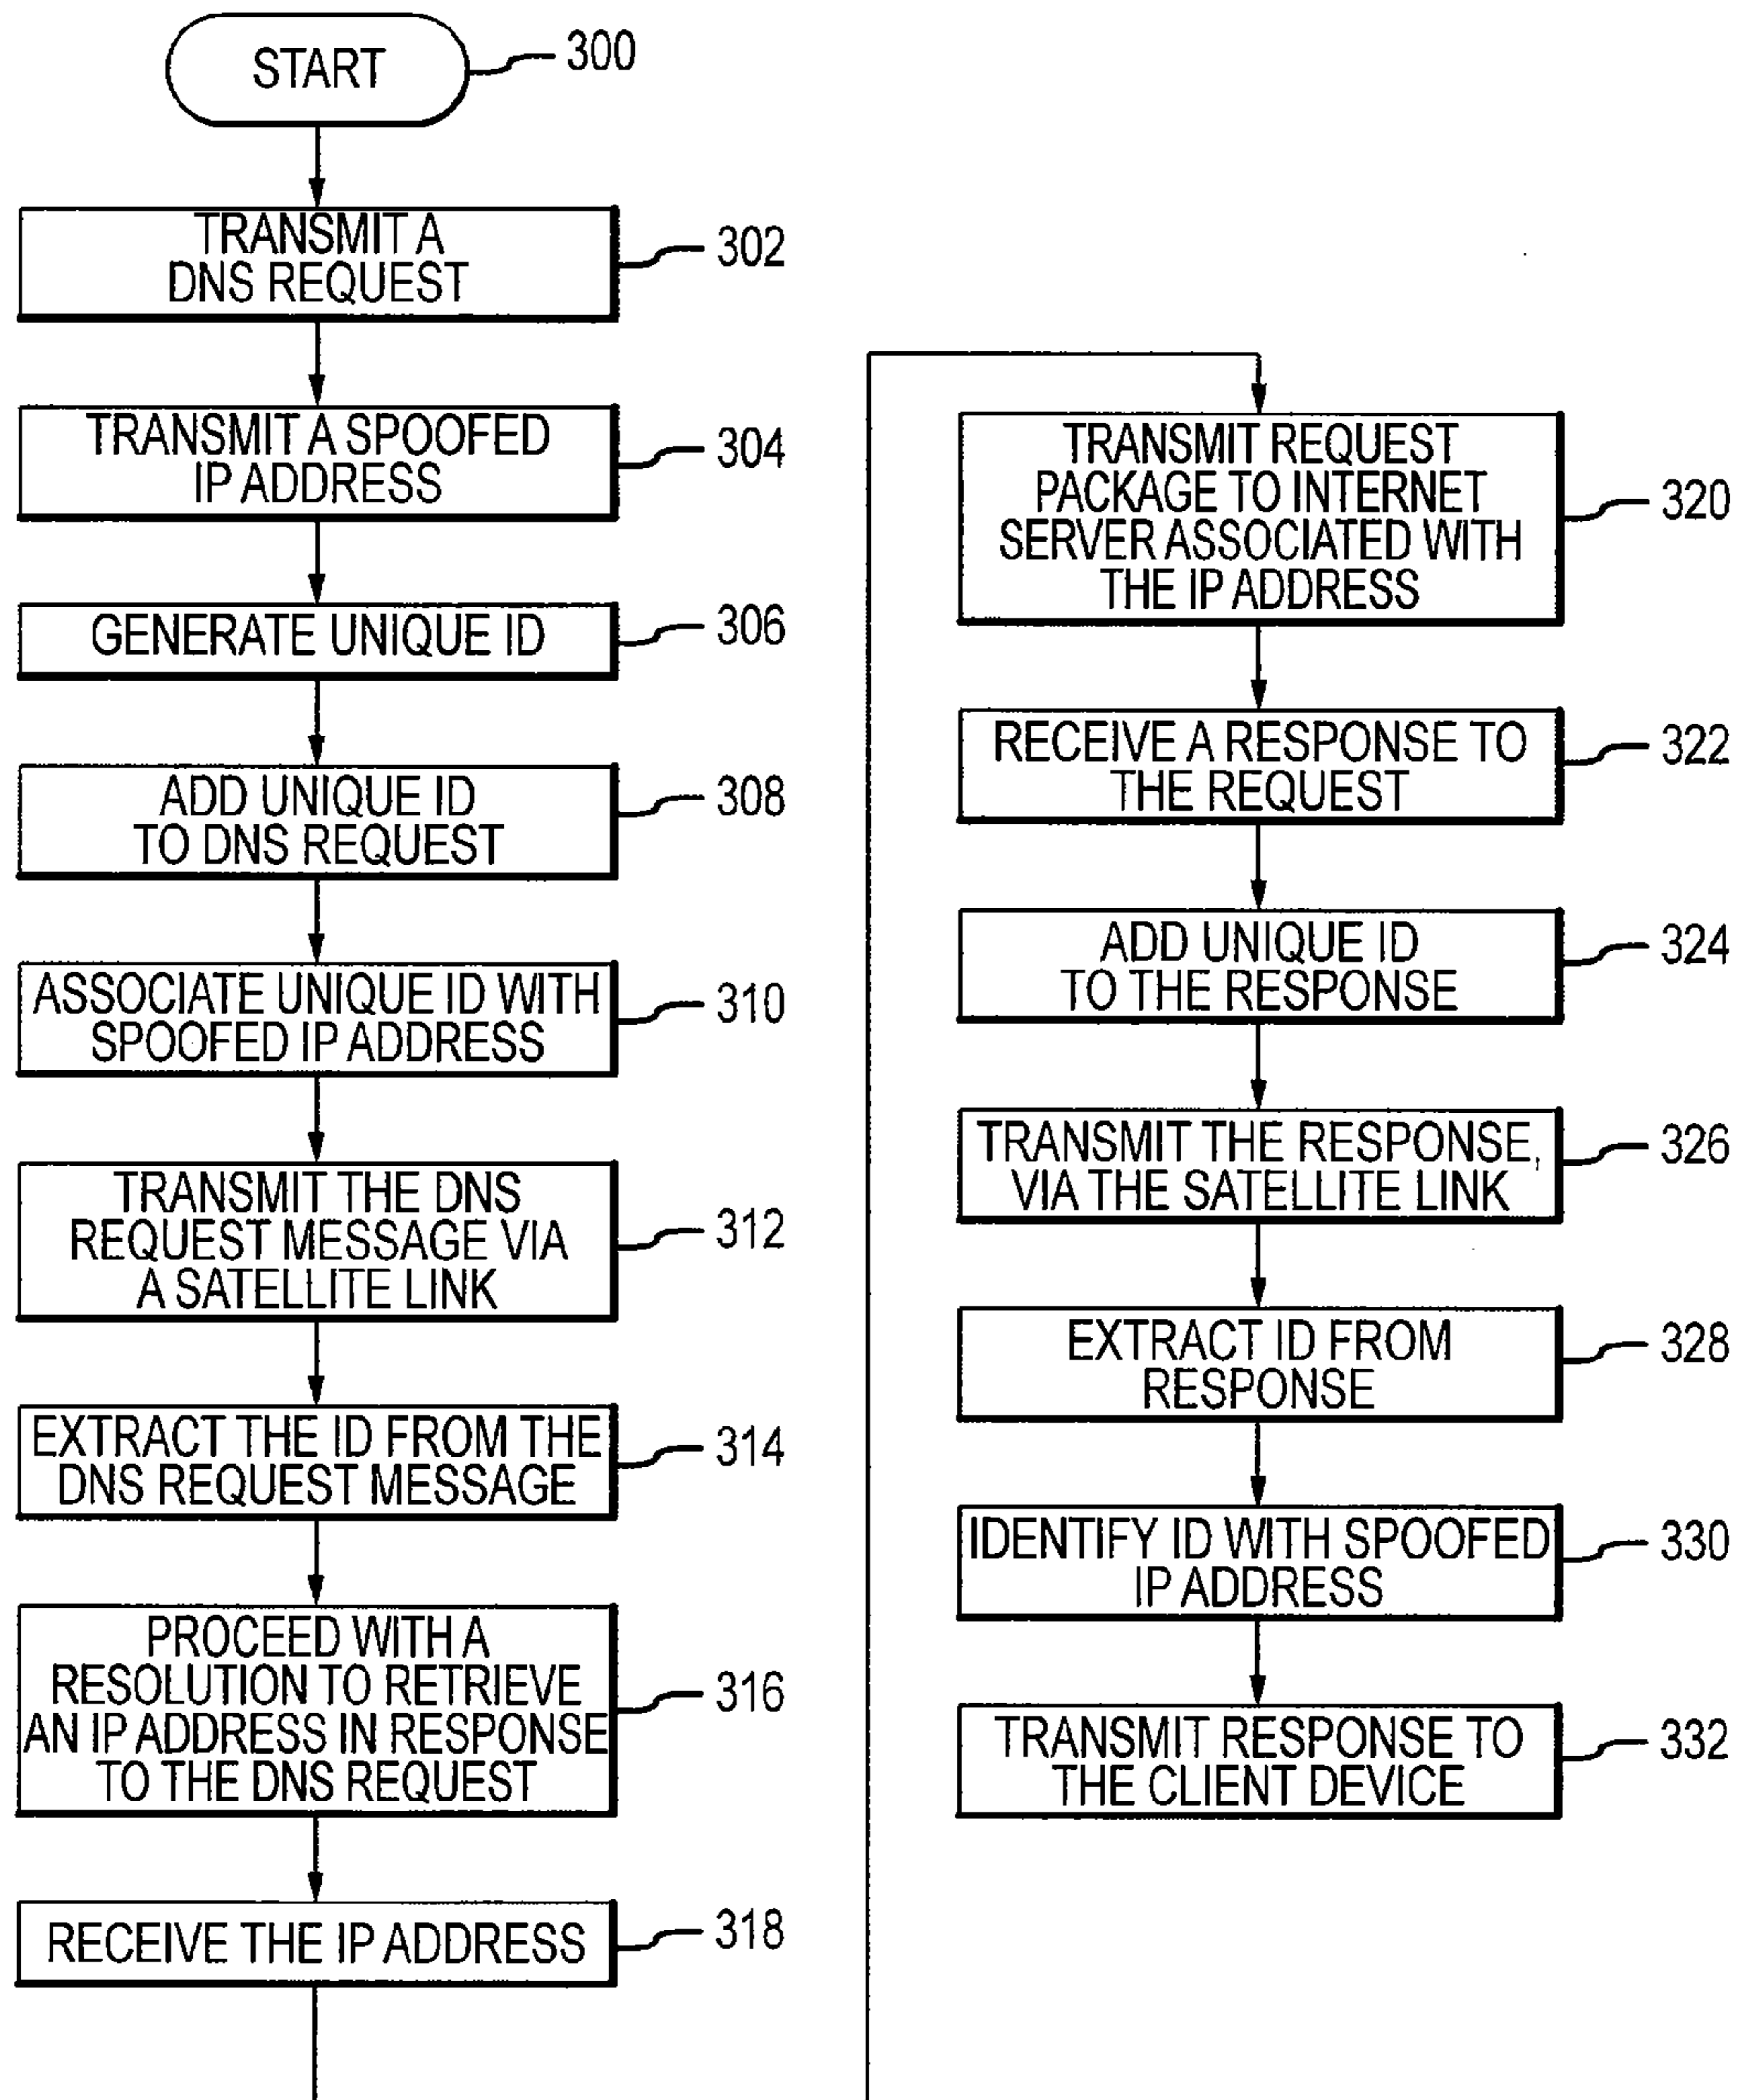 START
300
TRANSMIT A
DNS REQUEST
302
TRANSMIT A SPOOFED
IP ADDRESS
304
GENERATE UNIQUE ID
306
ADD UNIQUE ID
TO DNS REQUEST
308
ASSOCIATE UNIQUE ID WITH
SPOOFED IP ADDRESS
310
TRANSMIT THE DNS
REQUEST MESSAGE VIA
A SATELLITE LINK
312
EXTRACT THE ID FROM THE
DNS REQUEST MESSAGE
314
PROCEED WITH A
RESOLUTION TO RETRIEVE
AN IP ADDRESS IN RESPONSE
TO THE DNS REQUEST
316
RECEIVE THE IP ADDRESS
318
TRANSMIT REQUEST
PACKAGE TO INTERNET
SERVER ASSOCIATED WITH
THE IP ADDRESS
320
RECEIVE A RESPONSE TO
THE REQUEST
322
ADD UNIQUE ID
TO THE RESPONSE
324
TRANSMIT THE RESPONSE,
VIA THE SATELLITE LINK
326
EXTRACT ID FROM
RESPONSE
328
IDENTIFY ID WITH SPOOFED
IP ADDRESS
330
TRANSMIT RESPONSE TO
THE CLIENT DEVICE
332